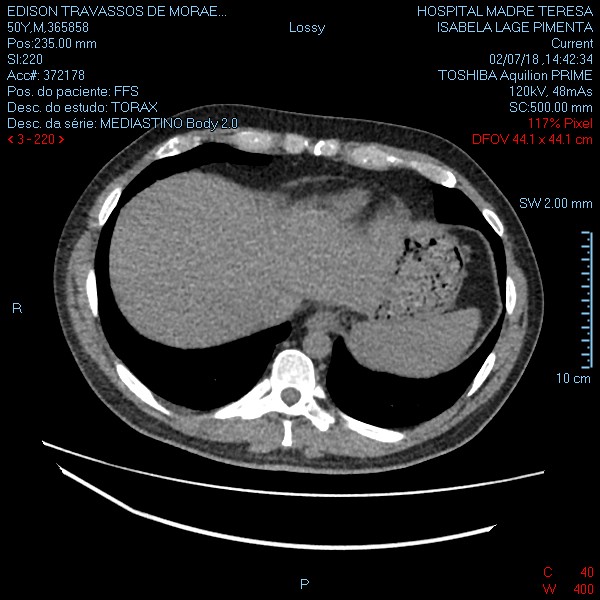 EDISON TRAVASSOS DE MORAE...
50Y,M,365858
Pos:235.00 mm
SI:220
Acc#: 372178
Pos. do paciente: FFS
Desc. do estudo: TORAX
Desc. da série: MEDIASTINO Body 2.0
< 3 - 220 >
Lossy
HOSPITAL MADRE TERESA
ISABELA LAGE PIMENTA
Current
02/07/18 ,14:42:34
TOSHIBA Aquilion PRIME
120kV, 48mAs
SC:500.00 mm
117% Pixel
DFOV 44.1 x 44.1 cm
SW 2.00 mm
R
10 cm
P
C 40
W 400